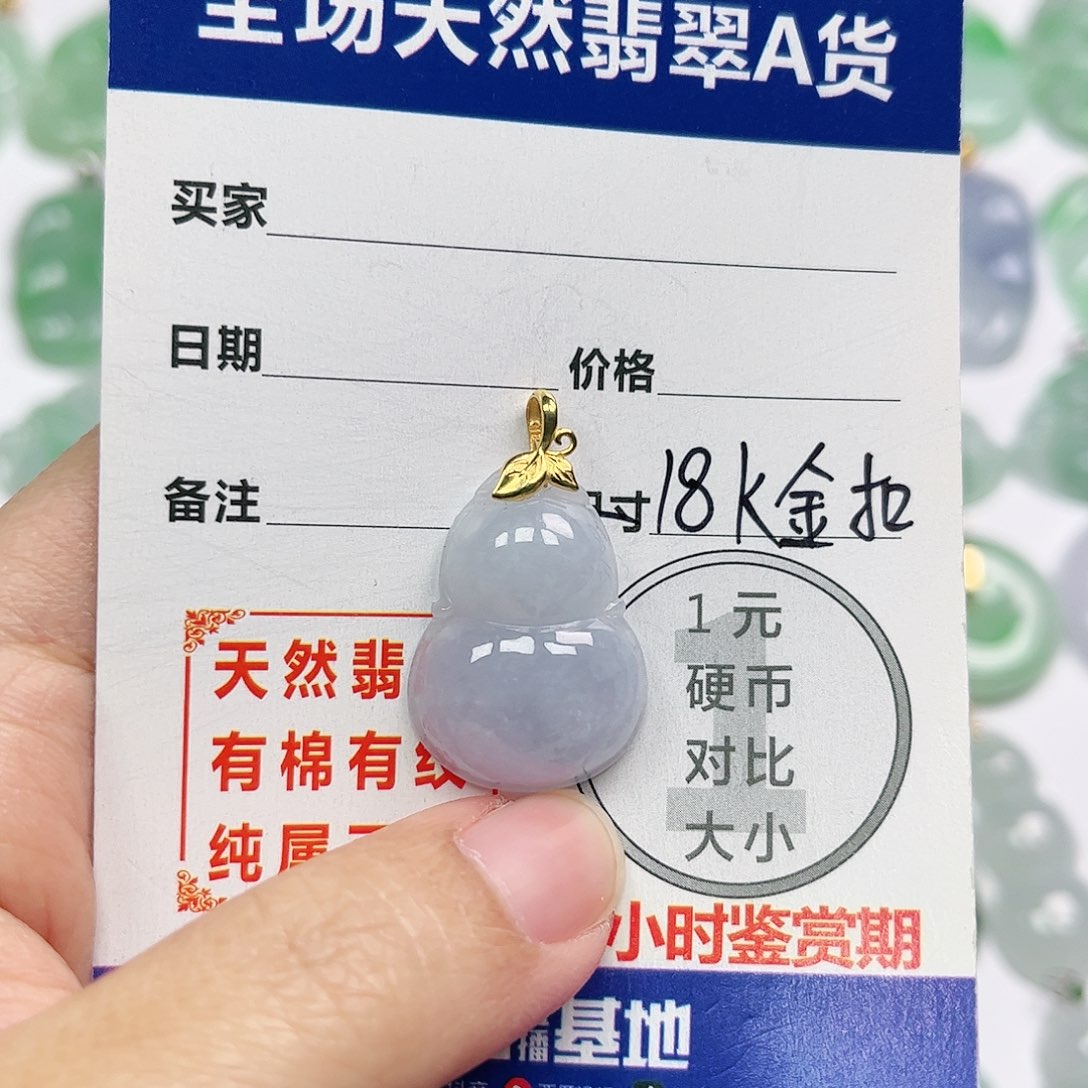 全场天然翡翠A货
买家
日期
价格
备注
寸 18K金扣
天然翡
有棉有纹
纯属
1元
硬币
对比
大小
小时鉴赏期
播基地